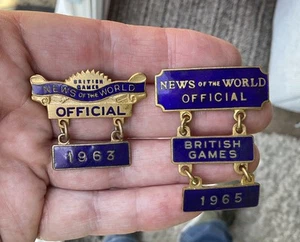 BRITISH
GAMES
NEWS OF THE WORLD
OFFICIAL
1963
NEWS OF THE WORLD
OFFICIAL
BRITISH
GAMES
1965